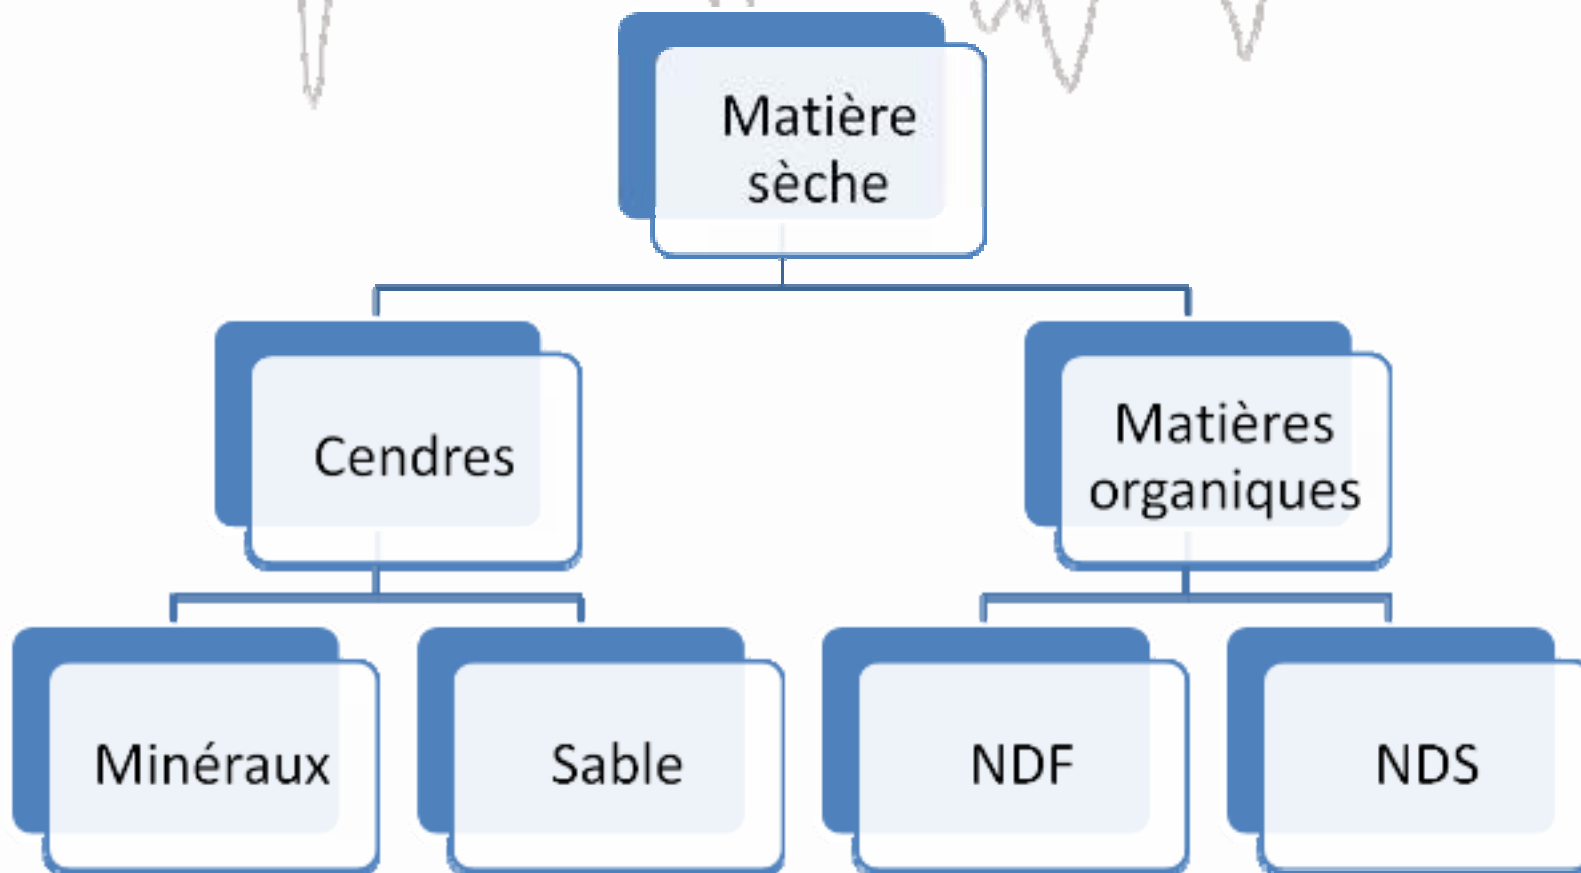 Matière
sèche
Cendres
Matières
organiques
Minéraux
Sable
NDF
NDS